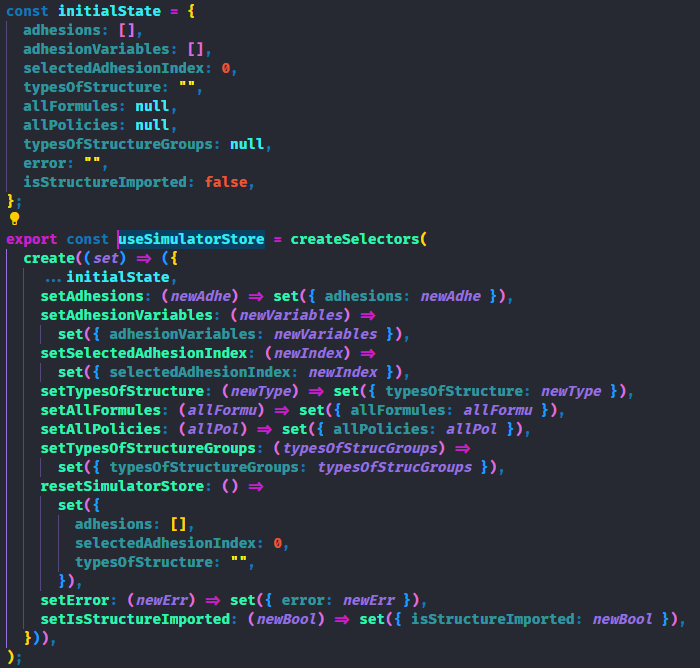 const initialState = {
  adhesions: [],
  adhesionVariables: [],
  selectedAdhesionIndex: 0,
  typesOfStructure: "",
  allFormules: null,
  allPolicies: null,
  typesOfStructureGroups: null,
  error: "",
  isStructureImported: false,
};
export const useSimulatorStore = createSelectors(
  create((set) => ({
    ...initialState,
    setAdhesions: (newAdhe) => set({ adhesions: newAdhe }),
    setAdhesionVariables: (newVariables) =>
      set({ adhesionVariables: newVariables }),
    setSelectedAdhesionIndex: (newIndex) =>
      set({ selectedAdhesionIndex: newIndex }),
    setTypesOfStructure: (newType) => set({ typesOfStructure: newType }),
    setAllFormules: (allFormu) => set({ allFormules: allFormu }),
    setAllPolicies: (allPol) => set({ allPolicies: allPol }),
    setTypesOfStructureGroups: (typesOfStrucGroups) =>
      set({ typesOfStructureGroups: typesOfStrucGroups }),
    resetSimulatorStore: () =>
      set({
        adhesions: [],
        selectedAdhesionIndex: 0,
        typesOfStructure: "",
      }),
    setError: (newErr) => set({ error: newErr }),
    setIsStructureImported: (newBool) => set({ isStructureImported: newBool }),
  })),
);